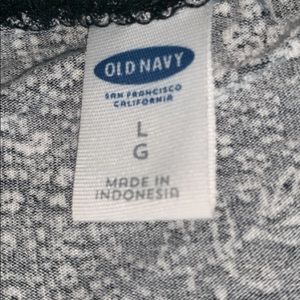 OLD NAVY
SAN FRANCISCO
CALIFORNIA
L
G
MADE IN
INDONESIA